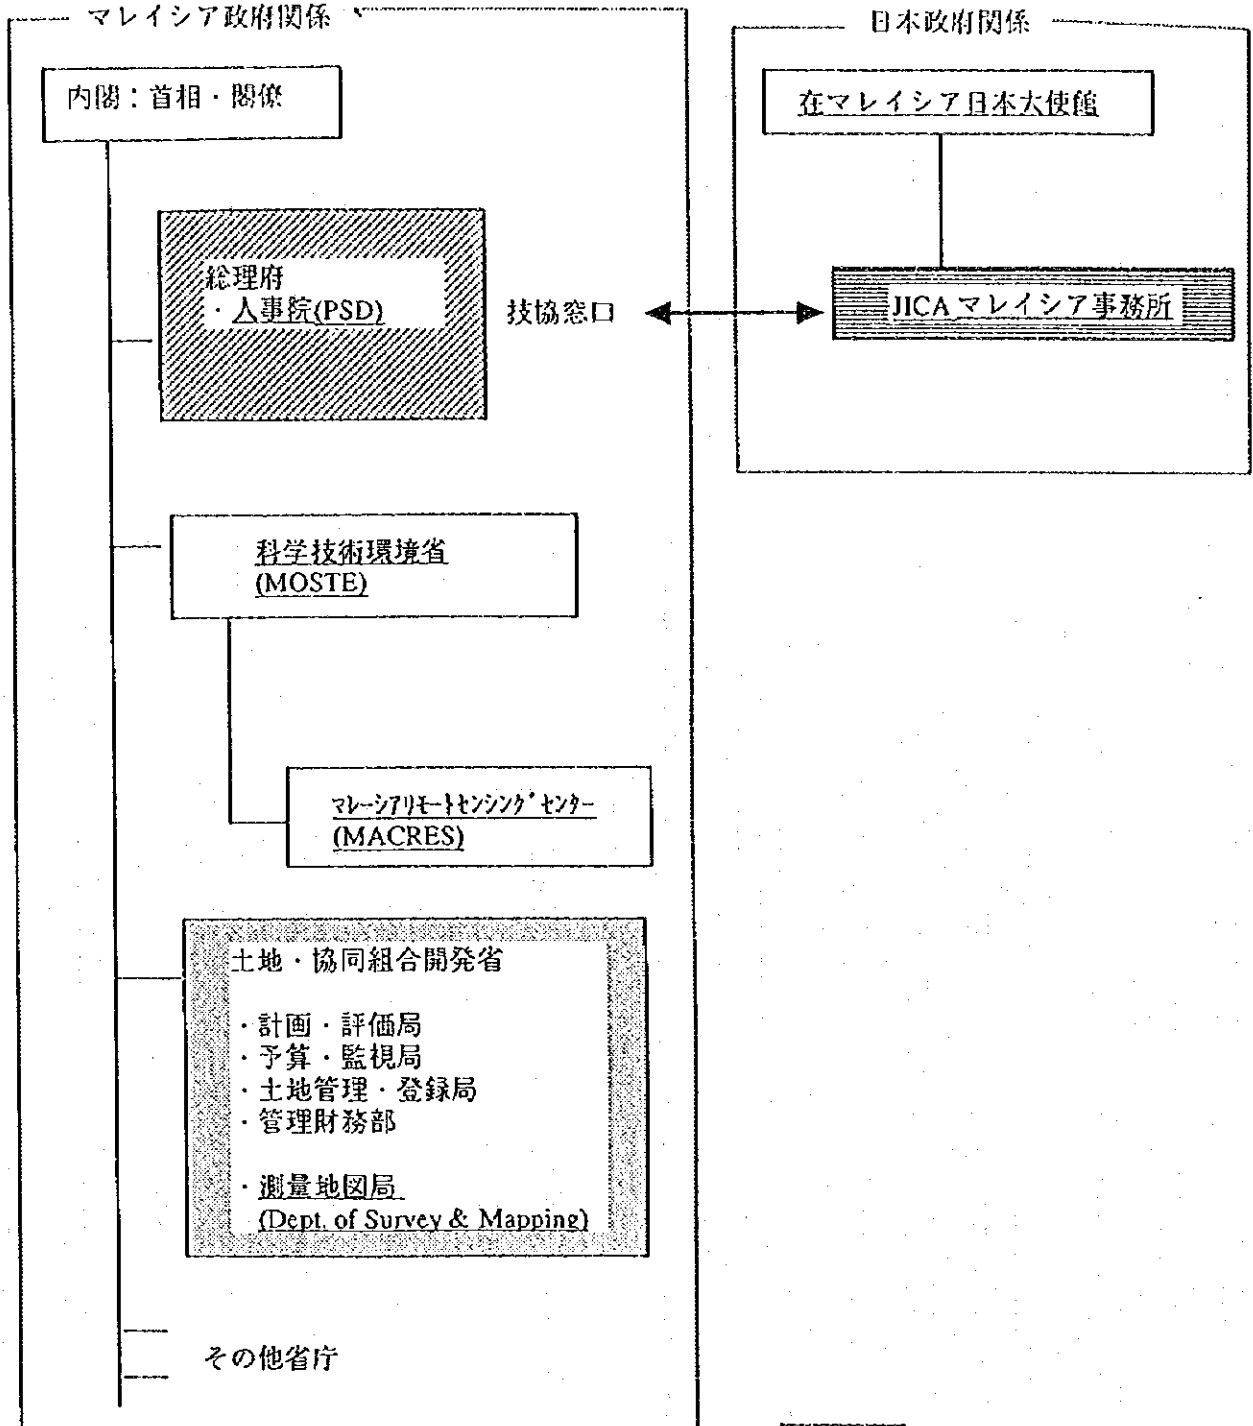 マレイシア政府関係
内閣：首相・閣僚
総理府
・人事院(PSD)
技協窓口
科学技術環境省
(MOSTE)
マレーシアリモートセンシングセンター
(MACRES)
土地・協同組合開発省
・計画・評価局
・予算・監視局
・土地管理・登録局
・管理財務部
・測量地図局
(Dept. of Survey & Mapping)
その他省庁
日本政府関係
在マレイシア日本大使館
JICAマレイシア事務所